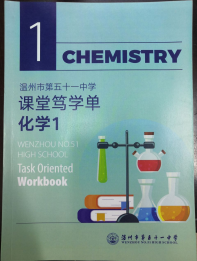 1
CHEMISTRY
温州市第五十一中学
课堂笃学单
化学1
WENZHOU NO.51
HIGH SCHOOL
Task Oriented
Workbook
温州市第五十一中学